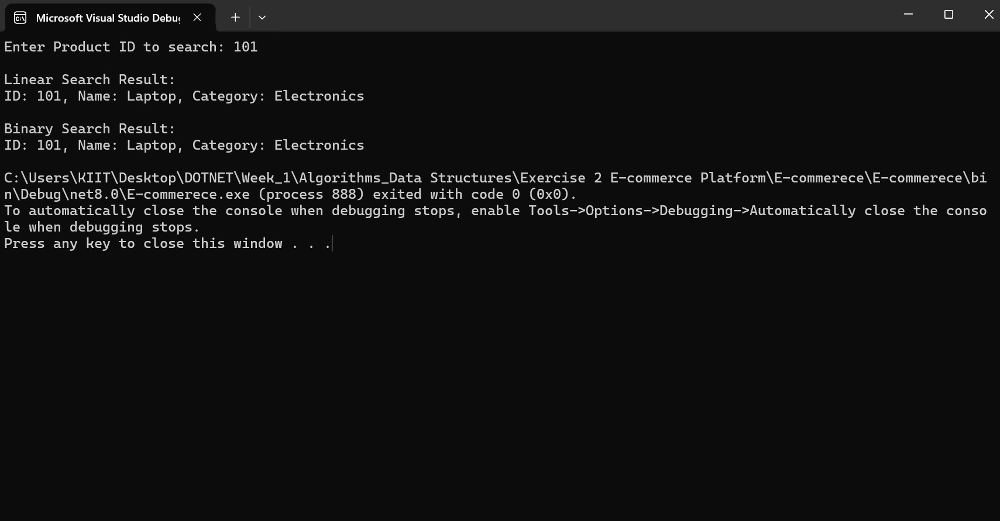 Microsoft Visual Studio Debu
Enter Product ID to search: 101
Linear Search Result:
ID: 101, Name: Laptop, Category: Electronics
Binary Search Result:
ID: 101, Name: Laptop, Category: Electronics
C:\Users\KIIT\Desktop\DOTNET\Week_1\Algorithms_Data Structures\Exercise 2 E-commerce Platform\E-commerece\E-commerece\bi
n\Debug\net8.0\E-commerece.exe (process 888) exited with code 0 (0x0).
To automatically close the console when debugging stops, enable Tools->Options->Debugging->Automatically close the conso
le when debugging stops.
Press any key to close this window . . .